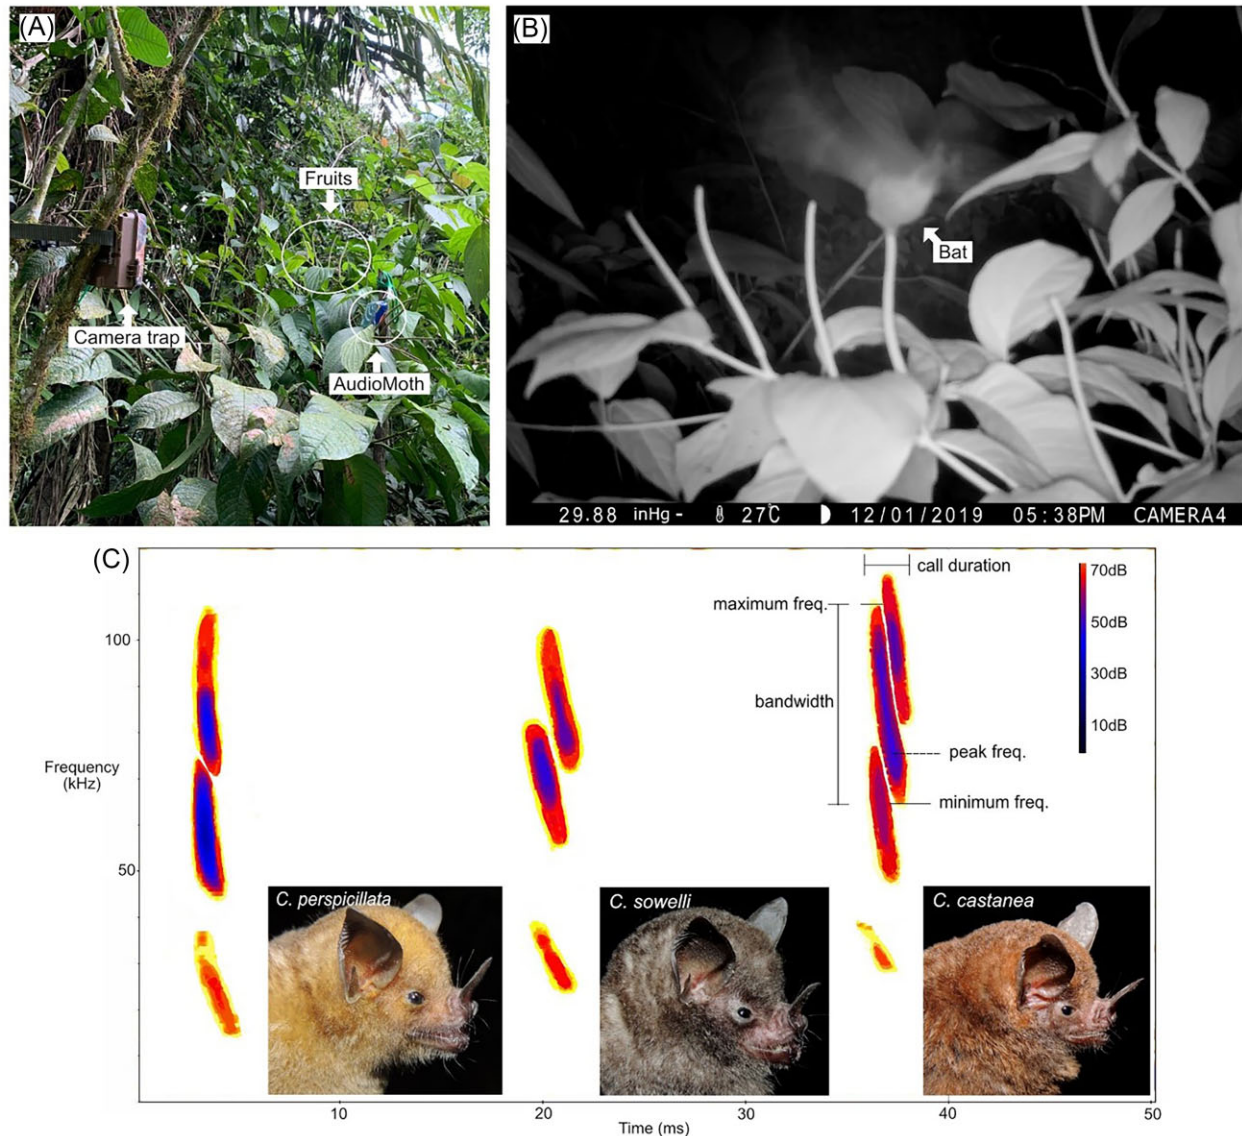 (A)
Fruits
Camera trap
AudioMoth
(B)
Bat
29.88 inHg - 27℃ 12/01/2019 05:38PM CAMERA4
(C)
call duration
maximum freq.
bandwidth
peak freq.
minimum freq.
70dB
50dB
30dB
10dB
100
Frequency
(kHz)
50
C. perspicillata
C. sowelli
C. castanea
10
20
30
40
50
Time (ms)